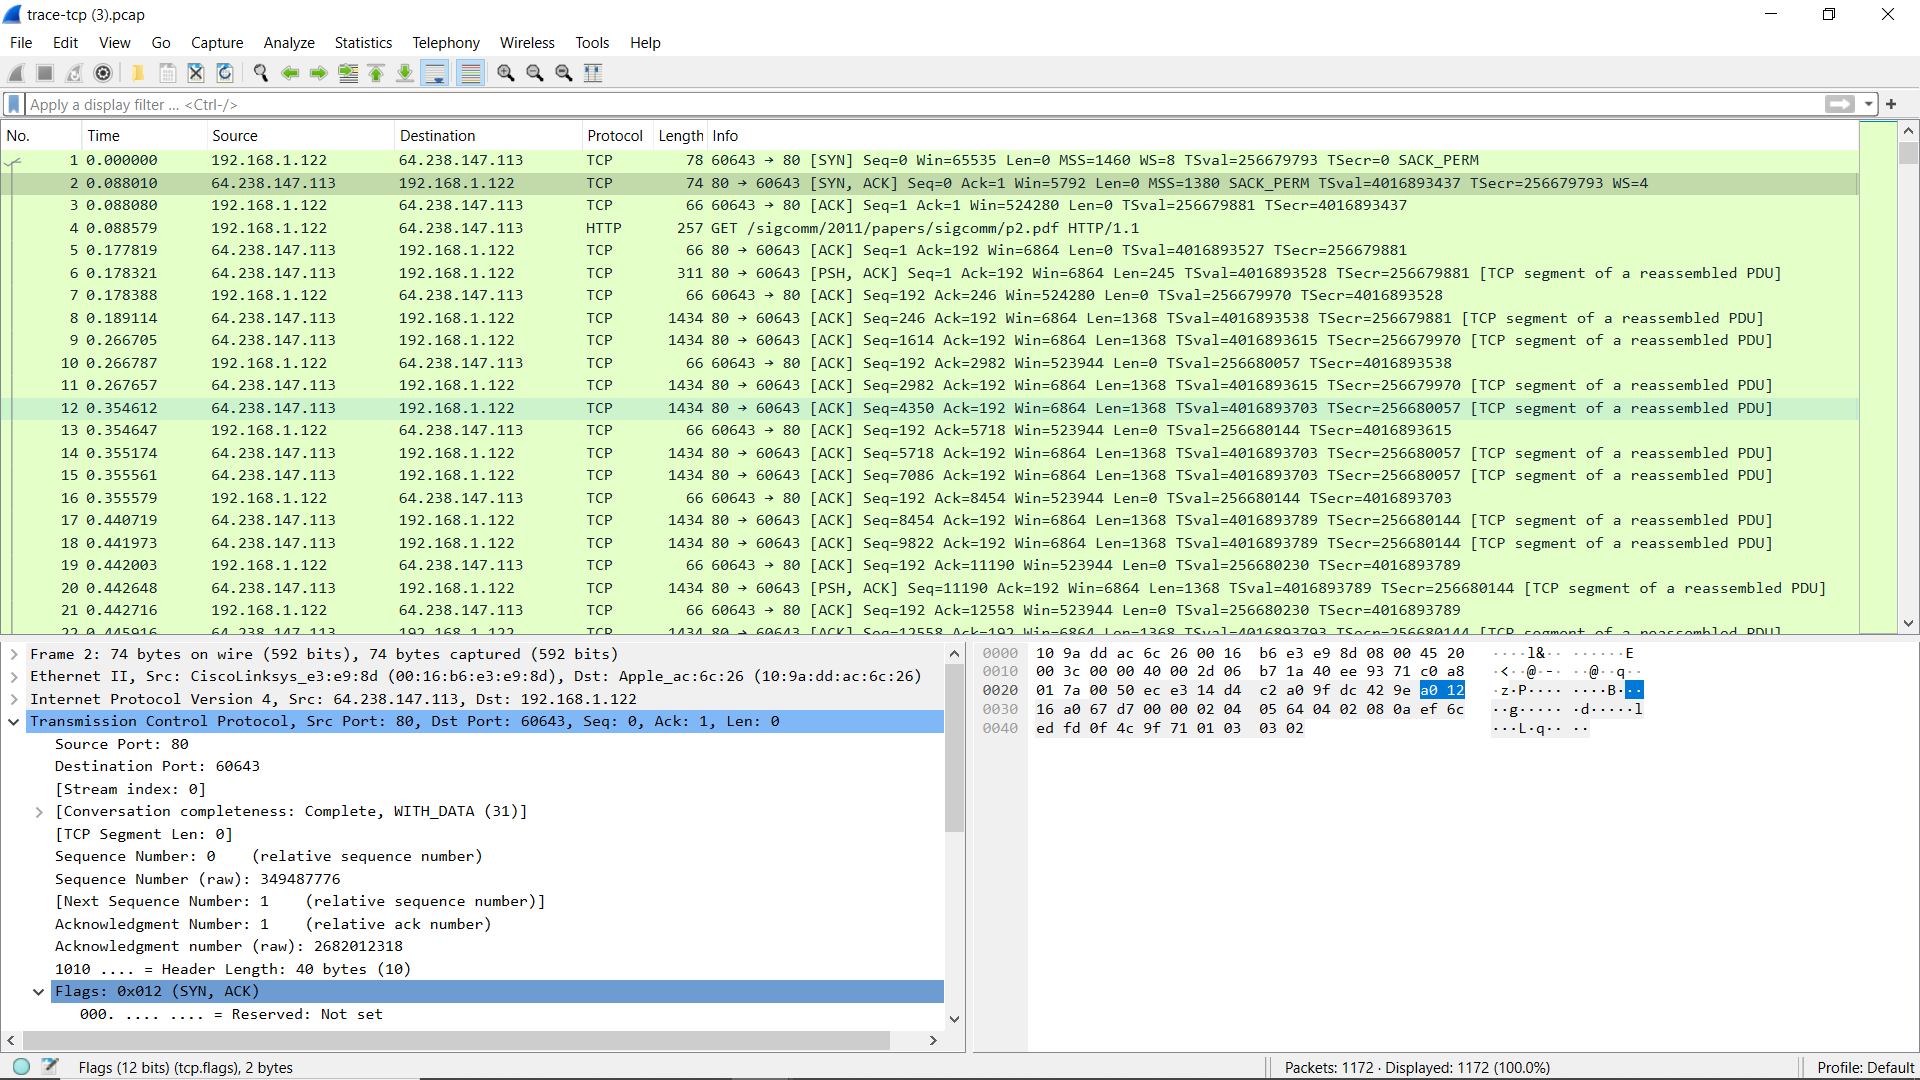 trace-tcp (3).pcap
File Edit View Go Capture Analyze Statistics Telephony Wireless Tools Help
Apply a display filter ... <Ctrl-/>
No. Time Source Destination Protocol Length Info
1 0.000000 192.168.1.122 64.238.147.113 TCP 78 60643 → 80 [SYN] Seq=0 Win=65535 Len=0 MSS=1460 WS=8 TSval=256679793 TSecr=0 SACK_PERM
2 0.088010 64.238.147.113 192.168.1.122 TCP 74 80 → 60643 [SYN, ACK] Seq=0 Ack=1 Win=5792 Len=0 MSS=1380 SACK_PERM TSval=4016893437 TSecr=256679793 WS=4
3 0.088080 192.168.1.122 64.238.147.113 TCP 66 60643 → 80 [ACK] Seq=1 Ack=1 Win=524280 Len=0 TSval=256679881 TSecr=4016893437
4 0.088579 192.168.1.122 64.238.147.113 HTTP 257 GET /sigcomm/2011/papers/sigcomm/p2.pdf HTTP/1.1
5 0.177819 64.238.147.113 192.168.1.122 TCP 66 80 → 60643 [ACK] Seq=1 Ack=192 Win=6864 Len=0 TSval=4016893527 TSecr=256679881
6 0.178321 64.238.147.113 192.168.1.122 TCP 311 80 → 60643 [PSH, ACK] Seq=1 Ack=192 Win=6864 Len=245 TSval=4016893528 TSecr=256679881 [TCP segment of a reassembled PDU]
7 0.178388 192.168.1.122 64.238.147.113 TCP 66 60643 → 80 [ACK] Seq=192 Ack=246 Win=524280 Len=0 TSval=256679970 TSecr=4016893528
8 0.189114 64.238.147.113 192.168.1.122 TCP 1434 80 → 60643 [ACK] Seq=246 Ack=192 Win=6864 Len=1368 TSval=4016893538 TSecr=256679881 [TCP segment of a reassembled PDU]
9 0.266705 64.238.147.113 192.168.1.122 TCP 1434 80 → 60643 [ACK] Seq=1614 Ack=192 Win=6864 Len=1368 TSval=4016893615 TSecr=256679970 [TCP segment of a reassembled PDU]
10 0.266787 192.168.1.122 64.238.147.113 TCP 66 60643 → 80 [ACK] Seq=192 Ack=2982 Win=523944 Len=0 TSval=256680057 TSecr=4016893538
11 0.267657 64.238.147.113 192.168.1.122 TCP 1434 80 → 60643 [ACK] Seq=2982 Ack=192 Win=6864 Len=1368 TSval=4016893615 TSecr=256679970 [TCP segment of a reassembled PDU]
12 0.354612 64.238.147.113 192.168.1.122 TCP 1434 80 → 60643 [ACK] Seq=4350 Ack=192 Win=6864 Len=1368 TSval=4016893703 TSecr=256680057 [TCP segment of a reassembled PDU]
13 0.354647 192.168.1.122 64.238.147.113 TCP 66 60643 → 80 [ACK] Seq=192 Ack=5718 Win=523944 Len=0 TSval=256680144 TSecr=4016893615
14 0.355174 64.238.147.113 192.168.1.122 TCP 1434 80 → 60643 [ACK] Seq=5718 Ack=192 Win=6864 Len=1368 TSval=4016893703 TSecr=256680057 [TCP segment of a reassembled PDU]
15 0.355561 64.238.147.113 192.168.1.122 TCP 1434 80 → 60643 [ACK] Seq=7086 Ack=192 Win=6864 Len=1368 TSval=4016893703 TSecr=256680057 [TCP segment of a reassembled PDU]
16 0.355579 192.168.1.122 64.238.147.113 TCP 66 60643 → 80 [ACK] Seq=192 Ack=8454 Win=523944 Len=0 TSval=256680144 TSecr=4016893703
17 0.440719 64.238.147.113 192.168.1.122 TCP 1434 80 → 60643 [ACK] Seq=8454 Ack=192 Win=6864 Len=1368 TSval=4016893789 TSecr=256680144 [TCP segment of a reassembled PDU]
18 0.441973 64.238.147.113 192.168.1.122 TCP 1434 80 → 60643 [ACK] Seq=9822 Ack=192 Win=6864 Len=1368 TSval=4016893789 TSecr=256680144 [TCP segment of a reassembled PDU]
19 0.442003 192.168.1.122 64.238.147.113 TCP 66 60643 → 80 [ACK] Seq=192 Ack=11190 Win=523944 Len=0 TSval=256680230 TSecr=4016893789
20 0.442648 64.238.147.113 192.168.1.122 TCP 1434 80 → 60643 [PSH, ACK] Seq=11190 Ack=192 Win=6864 Len=1368 TSval=4016893789 TSecr=256680144 [TCP segment of a reassembled PDU]
21 0.442716 192.168.1.122 64.238.147.113 TCP 66 60643 → 80 [ACK] Seq=192 Ack=12558 Win=523944 Len=0 TSval=256680230 TSecr=4016893789
22 0.445916 64.238.147.113 192.168.1.122 TCP 1434 80 → 60643 [ACK] Seq=12558 Ack=192 Win=6864 Len=1368 TSval=4016893793 TSecr=256680144 [TCP segment of a reassembled PDU]
Frame 2: 74 bytes on wire (592 bits), 74 bytes captured (592 bits)
Ethernet II, Src: CiscoLinksys_e3:e9:8d (00:16:b6:e3:e9:8d), Dst: Apple_ac:6c:26 (10:9a:dd:ac:6c:26)
Internet Protocol Version 4, Src: 64.238.147.113, Dst: 192.168.1.122
Transmission Control Protocol, Src Port: 80, Dst Port: 60643, Seq: 0, Ack: 1, Len: 0
Source Port: 80
Destination Port: 60643
[Stream index: 0]
[Conversation completeness: Complete, WITH_DATA (31)]
[TCP Segment Len: 0]
Sequence Number: 0 (relative sequence number)
Sequence Number (raw): 349487776
[Next Sequence Number: 1 (relative sequence number)]
Acknowledgment Number: 1 (relative ack number)
Acknowledgment number (raw): 2682012318
1010 .... = Header Length: 40 bytes (10)
Flags: 0x012 (SYN, ACK)
000. .... .... = Reserved: Not set
0000 10 9a dd ac 6c 26 00 16 b6 e3 e9 8d 08 00 45 20 ····l&·· ······E
0010 00 3c 00 00 40 00 2d 06 b7 1a 40 ee 93 71 c0 a8 ·<··@·-· ··@··q··
0020 01 7a 00 50 ec e3 14 d4 c2 a0 9f dc 42 9e a0 12 ·z·P···· ····B···
0030 16 a0 67 d7 00 00 02 04 05 64 04 02 08 0a ef 6c ··g····· ·d·····l
0040 ed fd 0f 4c 9f 71 01 03 03 02 ···L·q·· ··
Flags (12 bits) (tcp.flags), 2 bytes
Packets: 1172 · Displayed: 1172 (100.0%)
Profile: Default